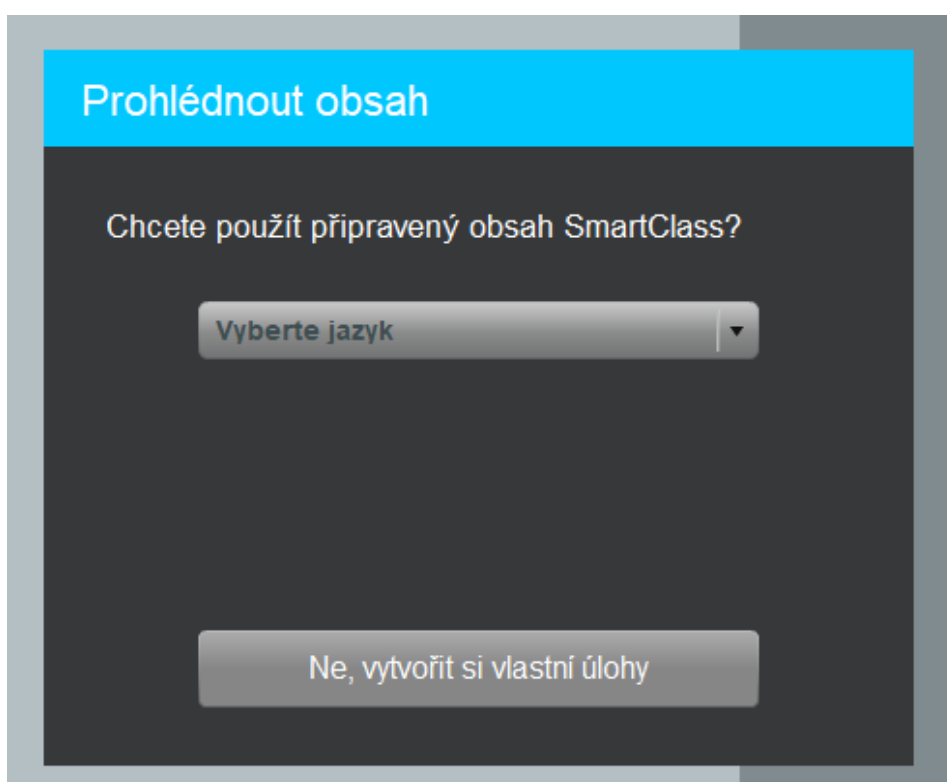 Prohlédnout obsah
Chcete použít připravený obsah SmartClass?
Vyberte jazyk
Ne, vytvořit si vlastní úlohy